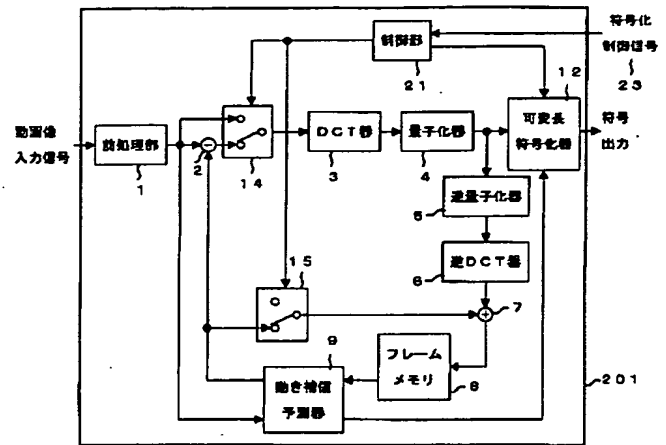 符号化
制御信号
23
制御部
21
12
動画像
入力信号
前処理部
1
2
14
DCT器
3
量子化器
4
可変長
符号化器
符号
出力
逆量子化器
5
逆DCT器
6
15
7
9
動き補償
予測器
フレーム
メモリ
8
201